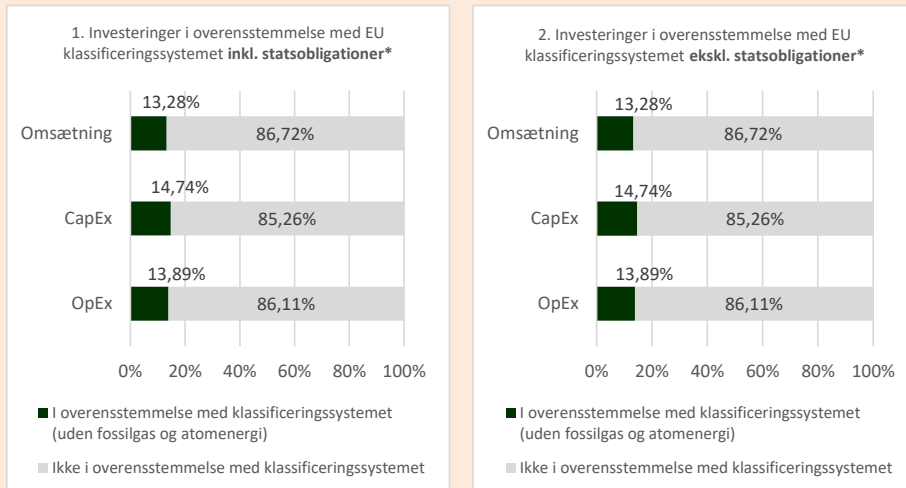 1. Investeringer i overensstemmelse med EU
klassificeringssystemet inkl. statsobligationer*
13,28%
Omsætning
86,72%
14,74%
CapEx
85,26%
13,89%
OpEx
86,11%
0% 20% 40% 60% 80% 100%
I overensstemmelse med klassificeringssystemet
(uden fossilgas og atomenergi)
Ikke i overensstemmelse med klassificeringssystemet
2. Investeringer i overensstemmelse med EU
klassificeringssystemet ekskl. statsobligationer*
13,28%
Omsætning
86,72%
14,74%
CapEx
85,26%
13,89%
OpEx
86,11%
0% 20% 40% 60% 80% 100%
I overensstemmelse med klassificeringssystemet
(uden fossilgas og atomenergi)
Ikke i overensstemmelse med klassificeringssystemet